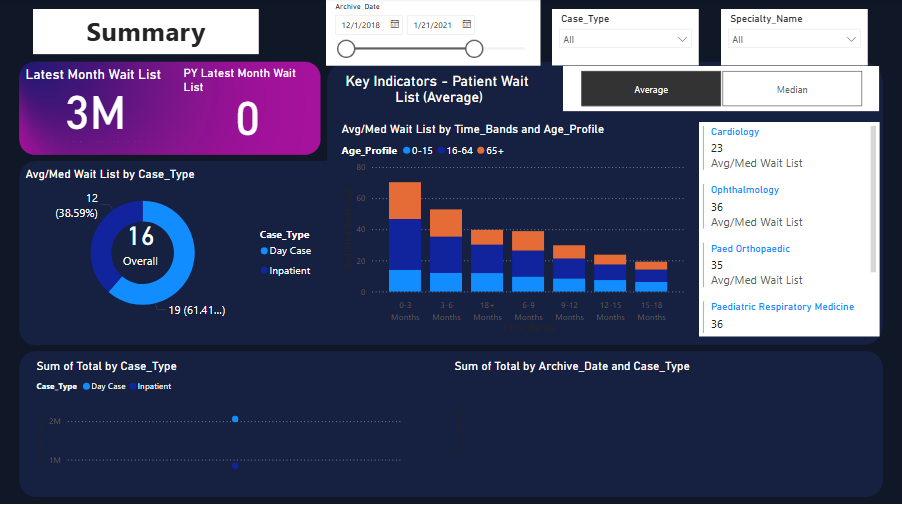 Summary
Archive_Date
12/1/2018
1/21/2021
Case_Type
All
Specialty_Name
All
Latest Month Wait List
3M
PY Latest Month Wait
List
0
Key Indicators - Patient Wait
List (Average)
Average
Median
Avg/Med Wait List by Case_Type
12
(38.59%)
16
Overall
19 (61.41...)
Case_Type
Day Case
Inpatient
Avg/Med Wait List by Time_Bands and Age_Profile
Age_Profile 0-15 16-64 65+
80
60
40
20
0
0-3 3-6 18+ 6-9 9-12 12-15 15-18
Months Months Months Months Months Months Months
Cardiology
23
Avg/Med Wait List
Ophthalmology
36
Avg/Med Wait List
Paed Orthopaedic
35
Avg/Med Wait List
Paediatric Respiratory Medicine
36
Sum of Total by Case_Type
Case_Type Day Case Inpatient
2M
1M
Sum of Total by Archive_Date and Case_Type